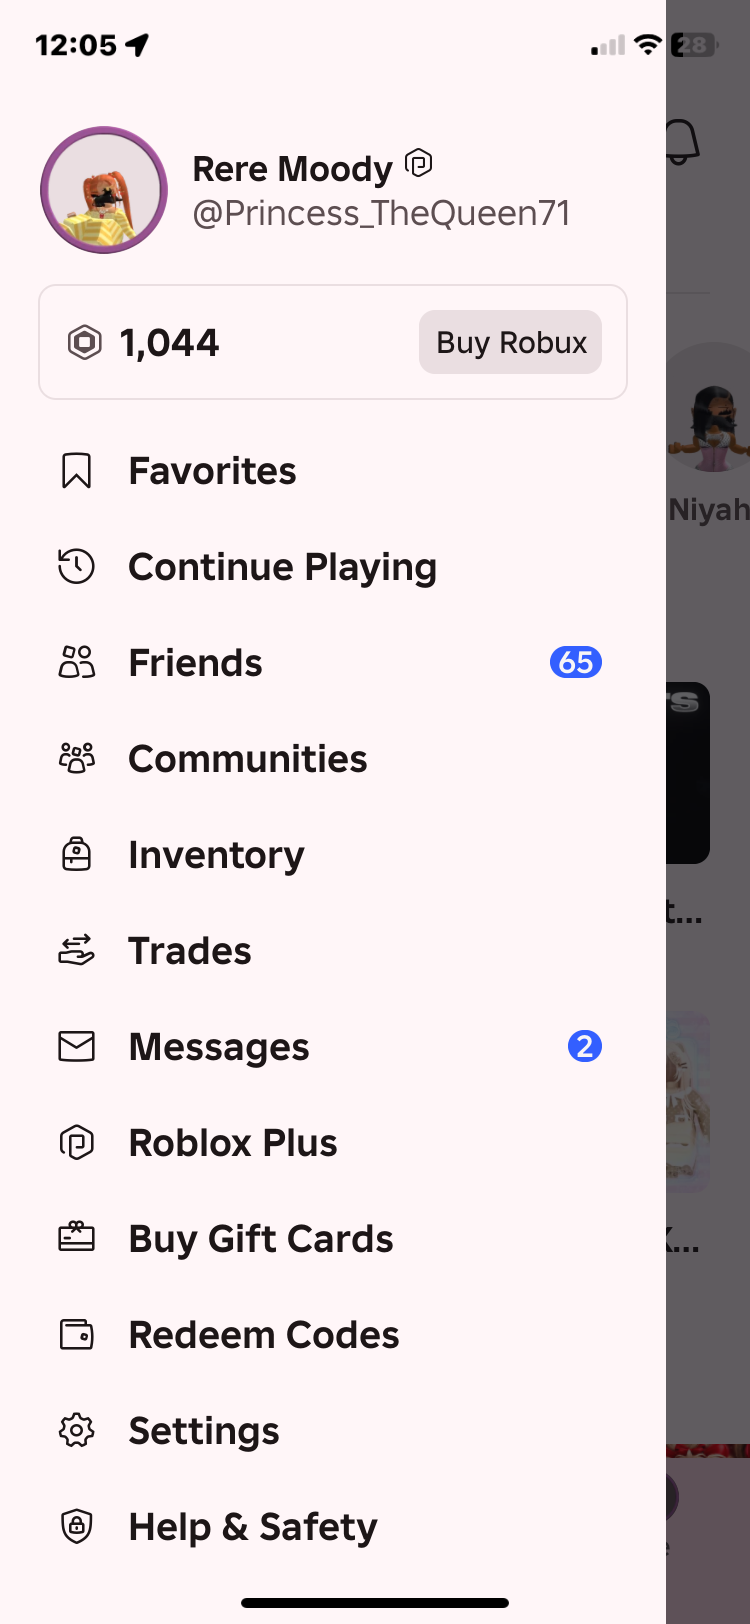 12:05
28
Rere Moody
@Princess_TheQueen71
1,044
Buy Robux
Favorites
Continue Playing
Niyah
Friends
65
TS
Communities
Inventory
t...
Trades
Messages
2
Roblox Plus
Buy Gift Cards
Redeem Codes
Settings
Help & Safety